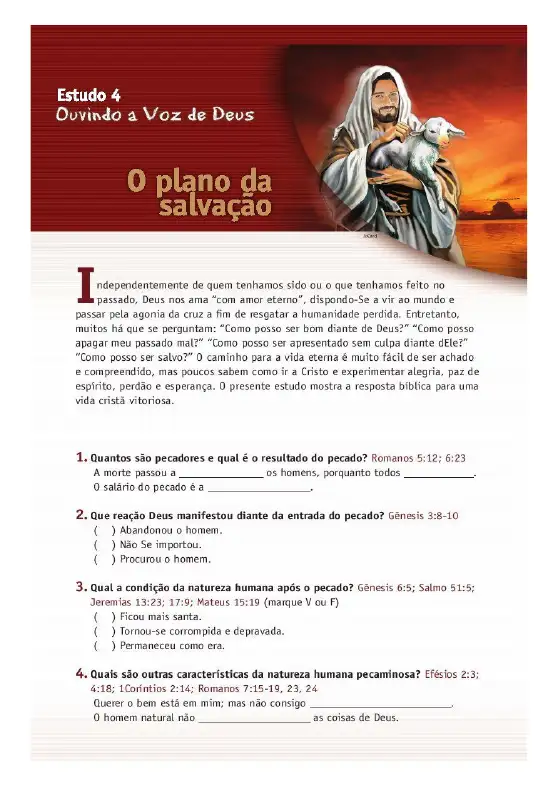 Estudo 4
Ouvindo a Voz de Deus
O plano da
salvação
Independentemente de quem tenhamos sido ou o que tenhamos feito no
passado, Deus nos ama “com amor eterno”, dispondo-Se a vir ao mundo e
passar pela agonia da cruz a fim de resgatar a humanidade perdida. Entretanto,
muitos há que se perguntam: “Como posso ser bom diante de Deus?” “Como posso
apagar meu passado mal?” “Como posso ser apresentado sem culpa diante dEle?”
“Como posso ser salvo?” O caminho para a vida eterna é muito fácil de ser achado
e compreendido, mas poucos sabem como ir a Cristo e experimentar alegria, paz de
espírito, perdão e esperança. O presente estudo mostra a resposta bíblica para uma
vida cristã vitoriosa.
1. Quantos são pecadores e qual é o resultado do pecado? Romanos 5:12; 6:23
A morte passou a _______________ os homens, porquanto todos ____________.
O salário do pecado é a __________________.
2. Que reação Deus manifestou diante da entrada do pecado? Gênesis 3:8-10
( ) Abandonou o homem.
( ) Não Se importou.
( ) Procurou o homem.
3. Qual a condição da natureza humana após o pecado? Gênesis 6:5; Salmo 51:5;
Jeremias 13:23; 17:9; Mateus 15:19 (marque V ou F)
( ) Ficou mais santa.
( ) Tornou-se corrompida e depravada.
( ) Permaneceu como era.
4. Quais são outras características da natureza humana pecaminosa? Efésios 2:3;
4:18; 1Coríntios 2:14; Romanos 7:15-19, 23, 24
Querer o bem está em mim; mas não consigo _________________________.
O homem natural não ____________________ as coisas de Deus.